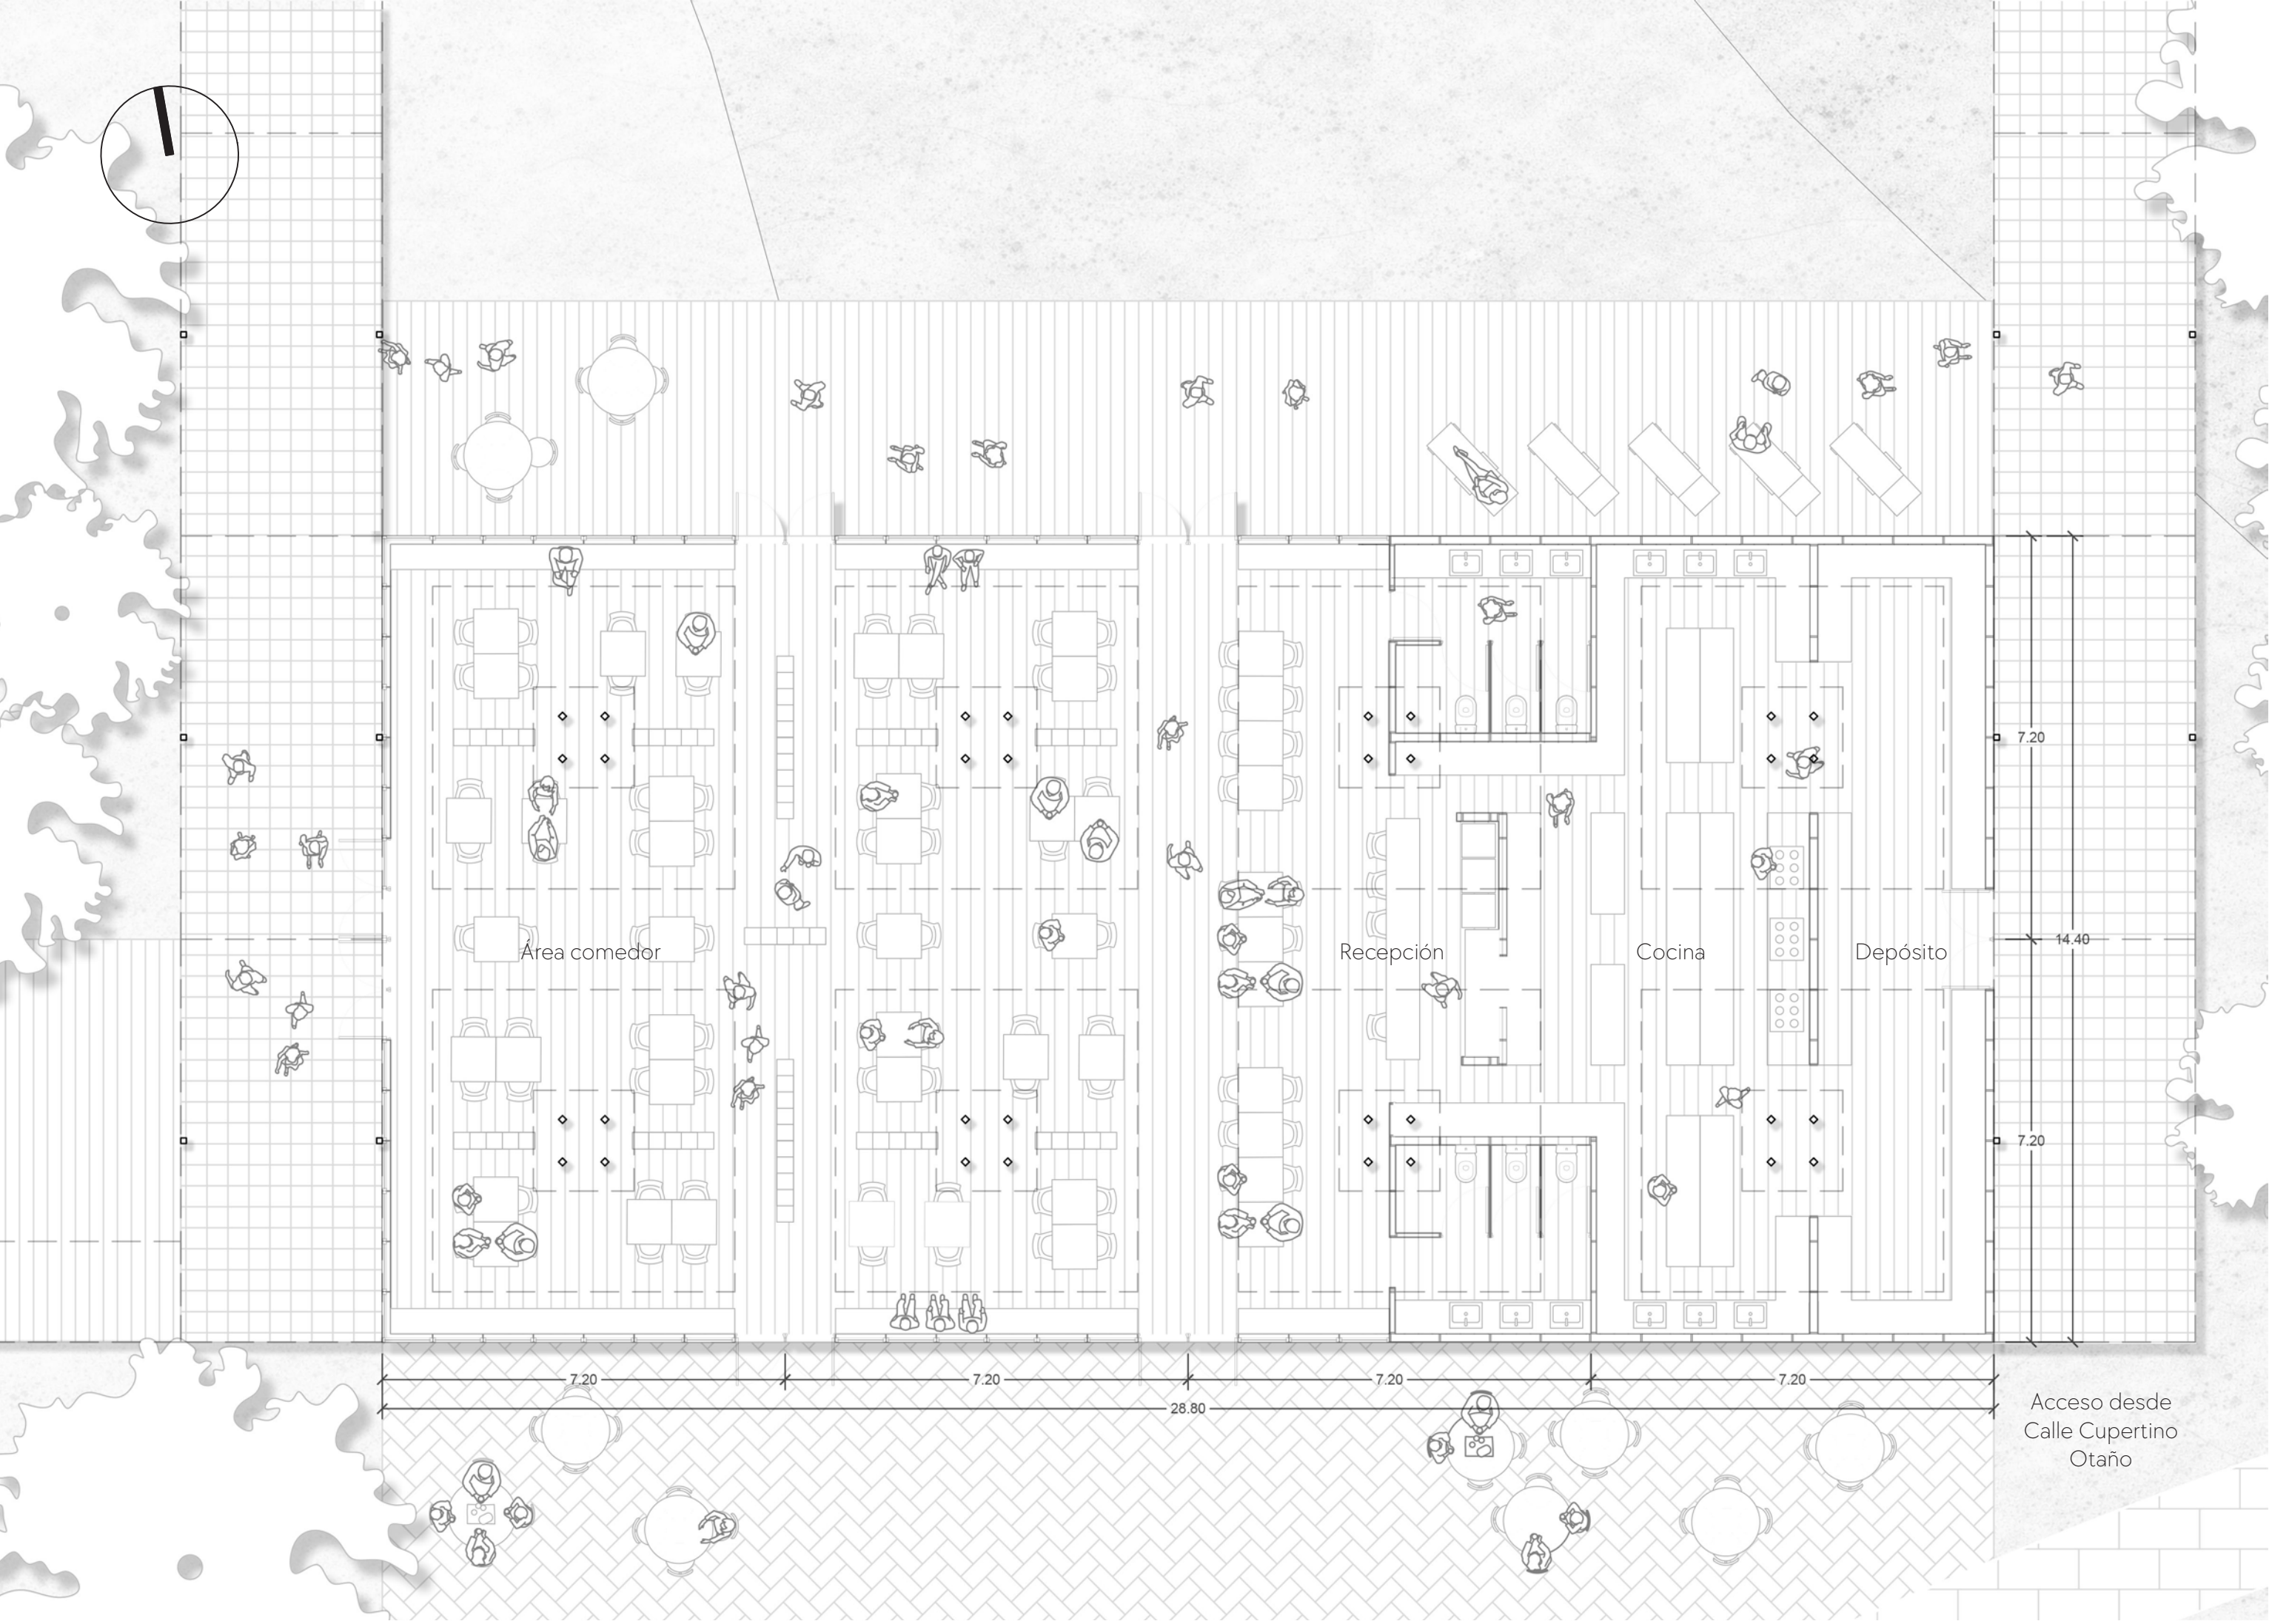 7.20
Área comedor
Recepción
Cocina
Depósito
14.40
7.20
7.20
7.20
7.20
7.20
28.80
Acceso desde
Calle Cupertino
Otaño